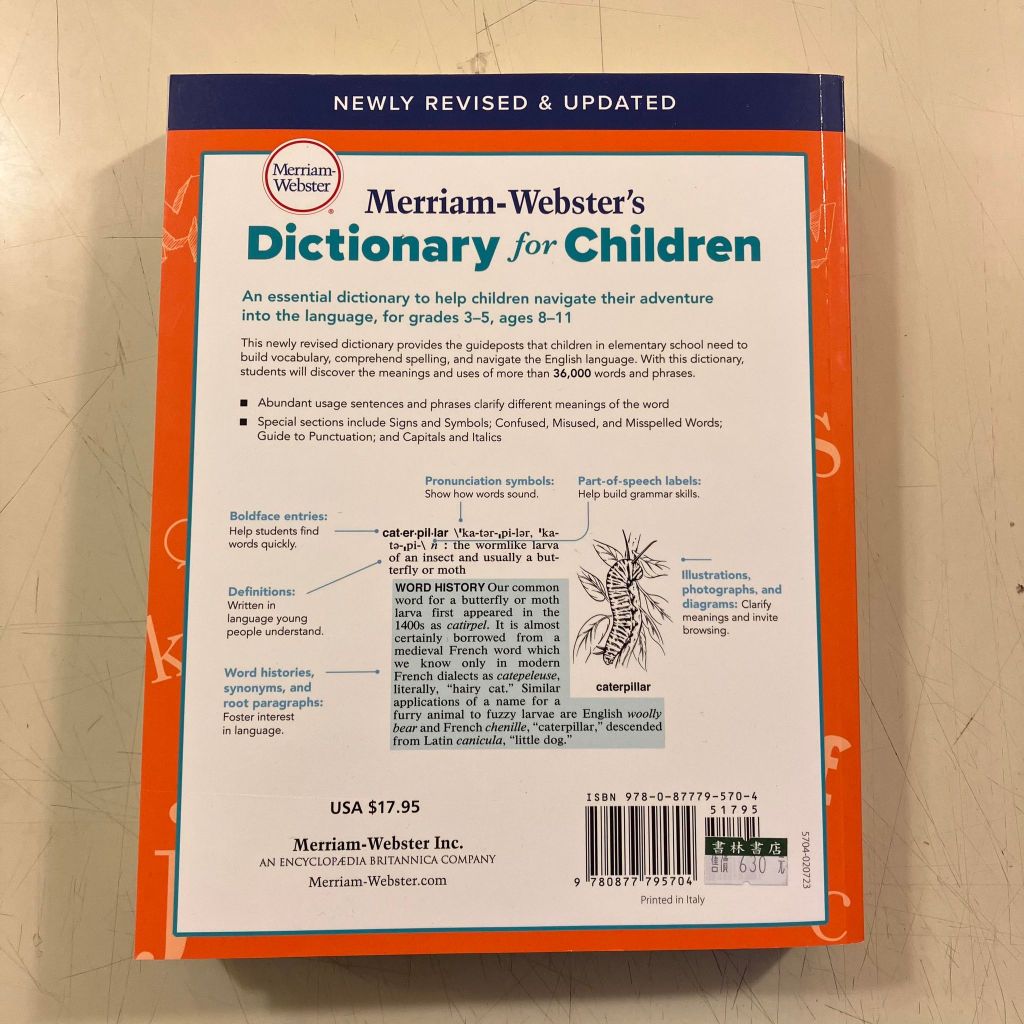 NEWLY REVISED & UPDATED
Merriam-
Webster
®
Merriam-Webster's
Dictionary for Children
An essential dictionary to help children navigate their adventure
into the language, for grades 3–5, ages 8–11
This newly revised dictionary provides the guideposts that children in elementary school need to
build vocabulary, comprehend spelling, and navigate the English language. With this dictionary,
students will discover the meanings and uses of more than 36,000 words and phrases.
■ Abundant usage sentences and phrases clarify different meanings of the word
■ Special sections include Signs and Symbols; Confused, Misused, and Misspelled Words;
Guide to Punctuation; and Capitals and Italics
Pronunciation symbols:
Show how words sound.
Part-of-speech labels:
Help build grammar skills.
Boldface entries:
Help students find
words quickly.
Definitions:
Written in
language young
people understand.
Word histories,
synonyms, and
root paragraphs:
Foster interest
in language.
cat·er·pil·lar \ˈka-tər-ˌpi-lər, ˈka-
tə-ˌpi-\ n : the wormlike larva
of an insect and usually a but-
terfly or moth
WORD HISTORY Our common
word for a butterfly or moth
larva first appeared in the
1400s as catirpel. It is almost
certainly borrowed from a
medieval French word which
we know only in modern
French dialects as catepeleuse,
literally, "hairy cat." Similar
applications of a name for a
furry animal to fuzzy larvae are English woolly
bear and French chenille, "caterpillar," descended
from Latin canicula, "little dog."
caterpillar
Illustrations,
photographs, and
diagrams: Clarify
meanings and invite
browsing.
USA $17.95
Merriam-Webster Inc.
AN ENCYCLOPÆDIA BRITANNICA COMPANY
Merriam-Webster.com
ISBN 978-0-87779-570-4
51795
書林書店
售價 630 元
9 780877 795704
Printed in Italy
5704-020723